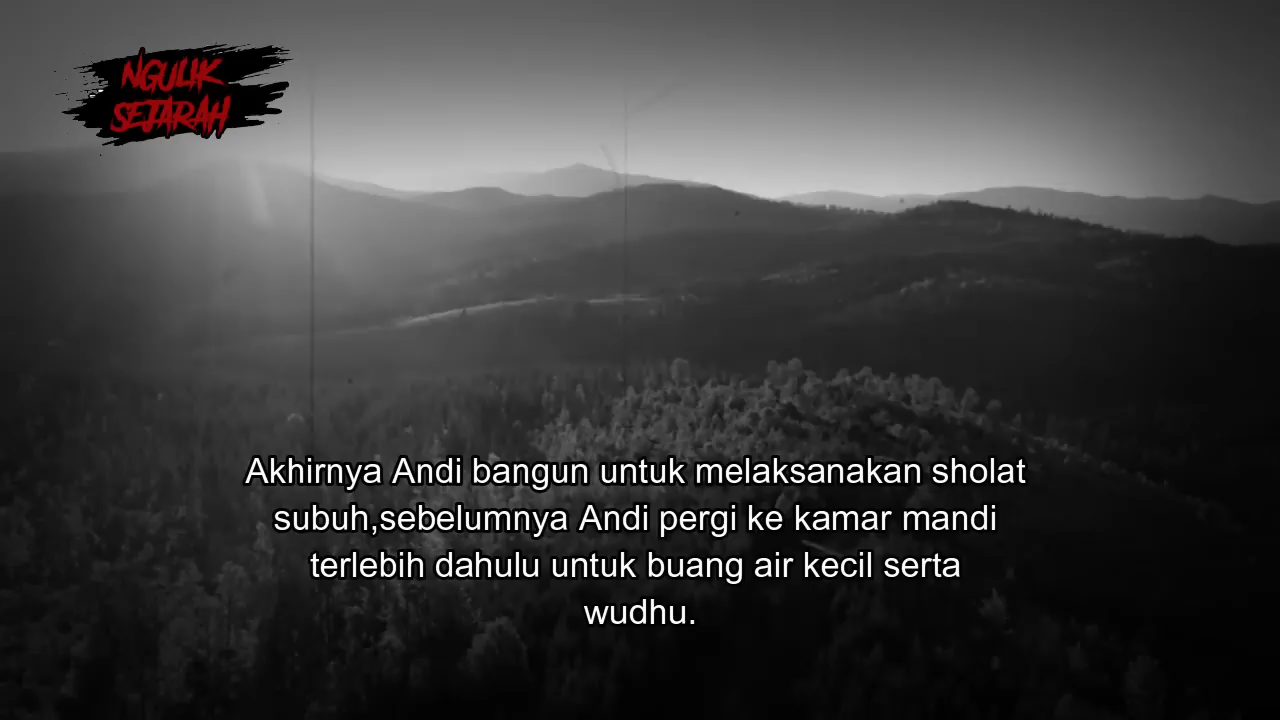 NGULIK
SEJARAH
Akhirnya Andi bangun untuk melaksanakan sholat
subuh,sebelumnya Andi pergi ke kamar mandi
terlebih dahulu untuk buang air kecil serta
wudhu.